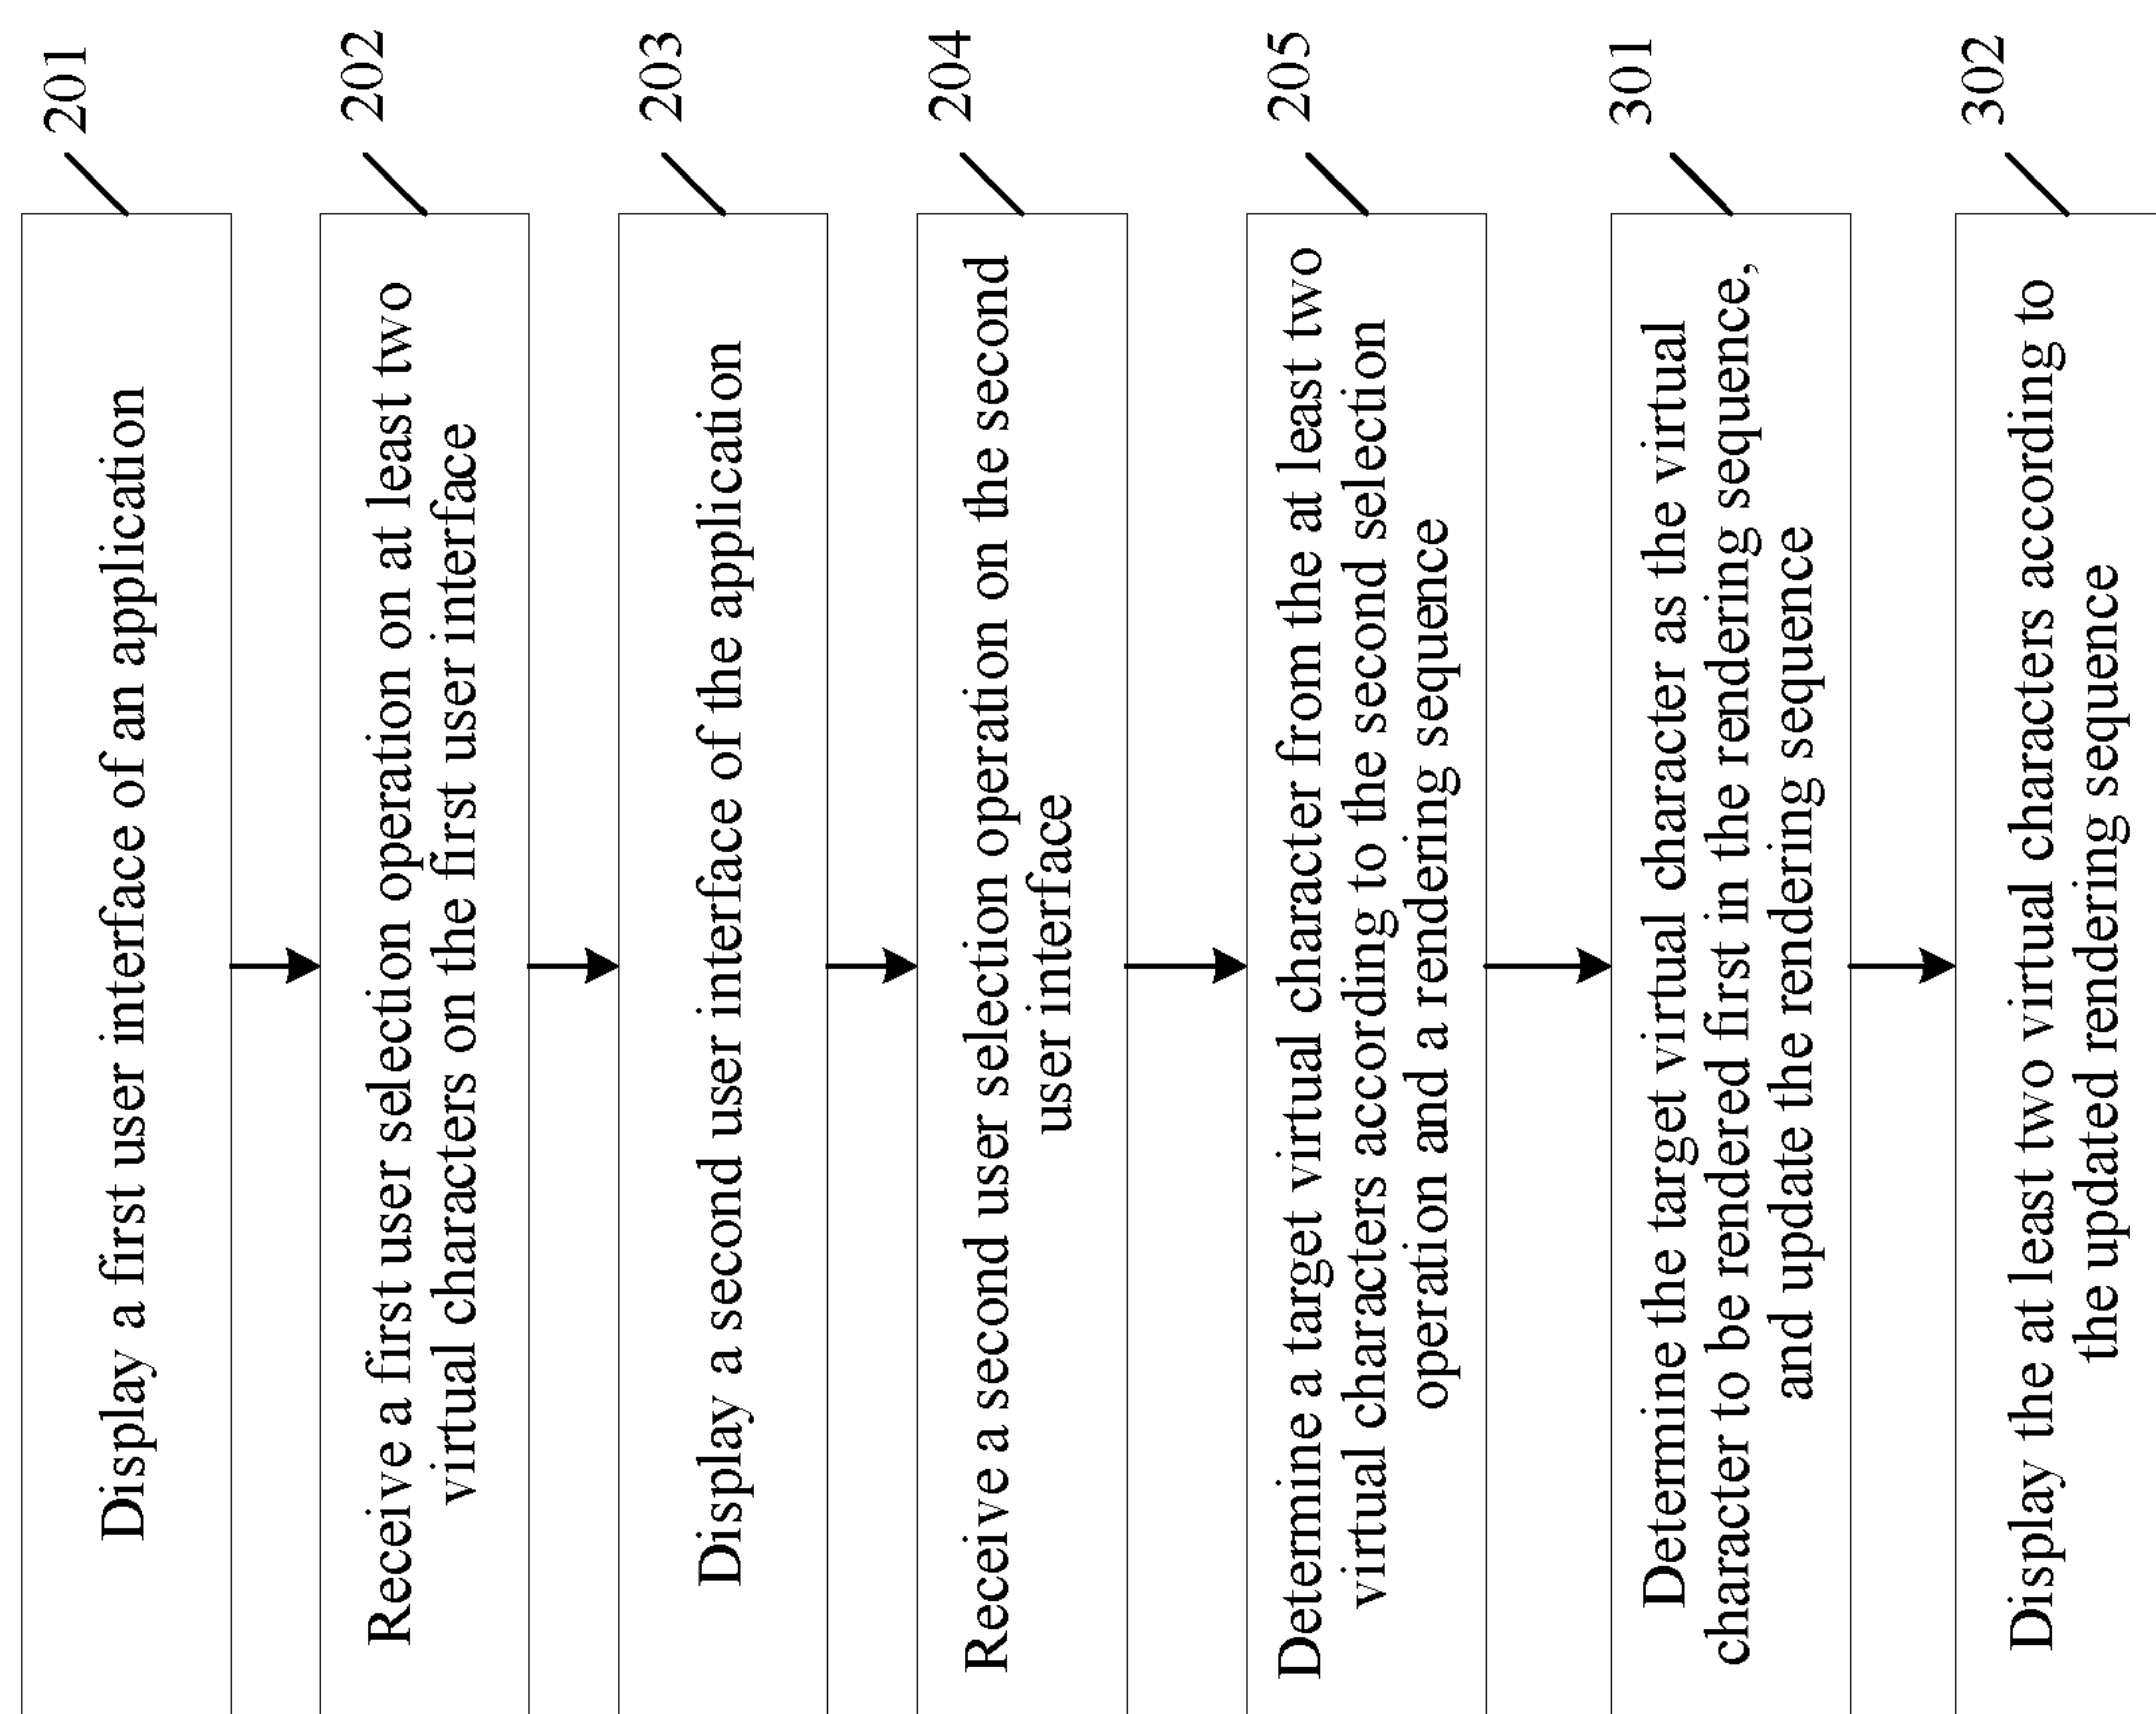 201
Display a first user interface of an application
202
Receive a first user selection operation on at least two
virtual characters on the first user interface
203
Display a second user interface of the application
204
Receive a second user selection operation on the second
user interface
205
Determine a target virtual character from the at least two
virtual characters according to the second selection
operation and a rendering sequence
301
Determine the target virtual character as the virtual
character to be rendered first in the rendering sequence,
and update the rendering sequence
302
Display the at least two virtual characters according to
the updated rendering sequence